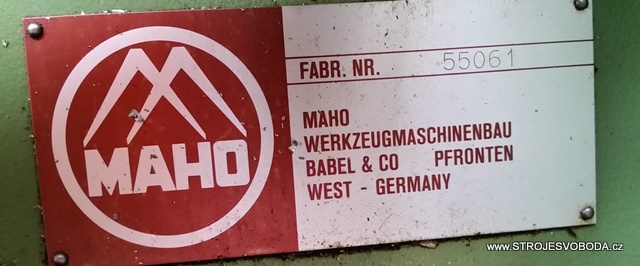 MAHO
FABR. NR. 55061
MAHO
WERKZEUGMASCHINENBAU
BABEL & CO PFRONTEN
WEST - GERMANY
www.STROJESVOBODA.cz